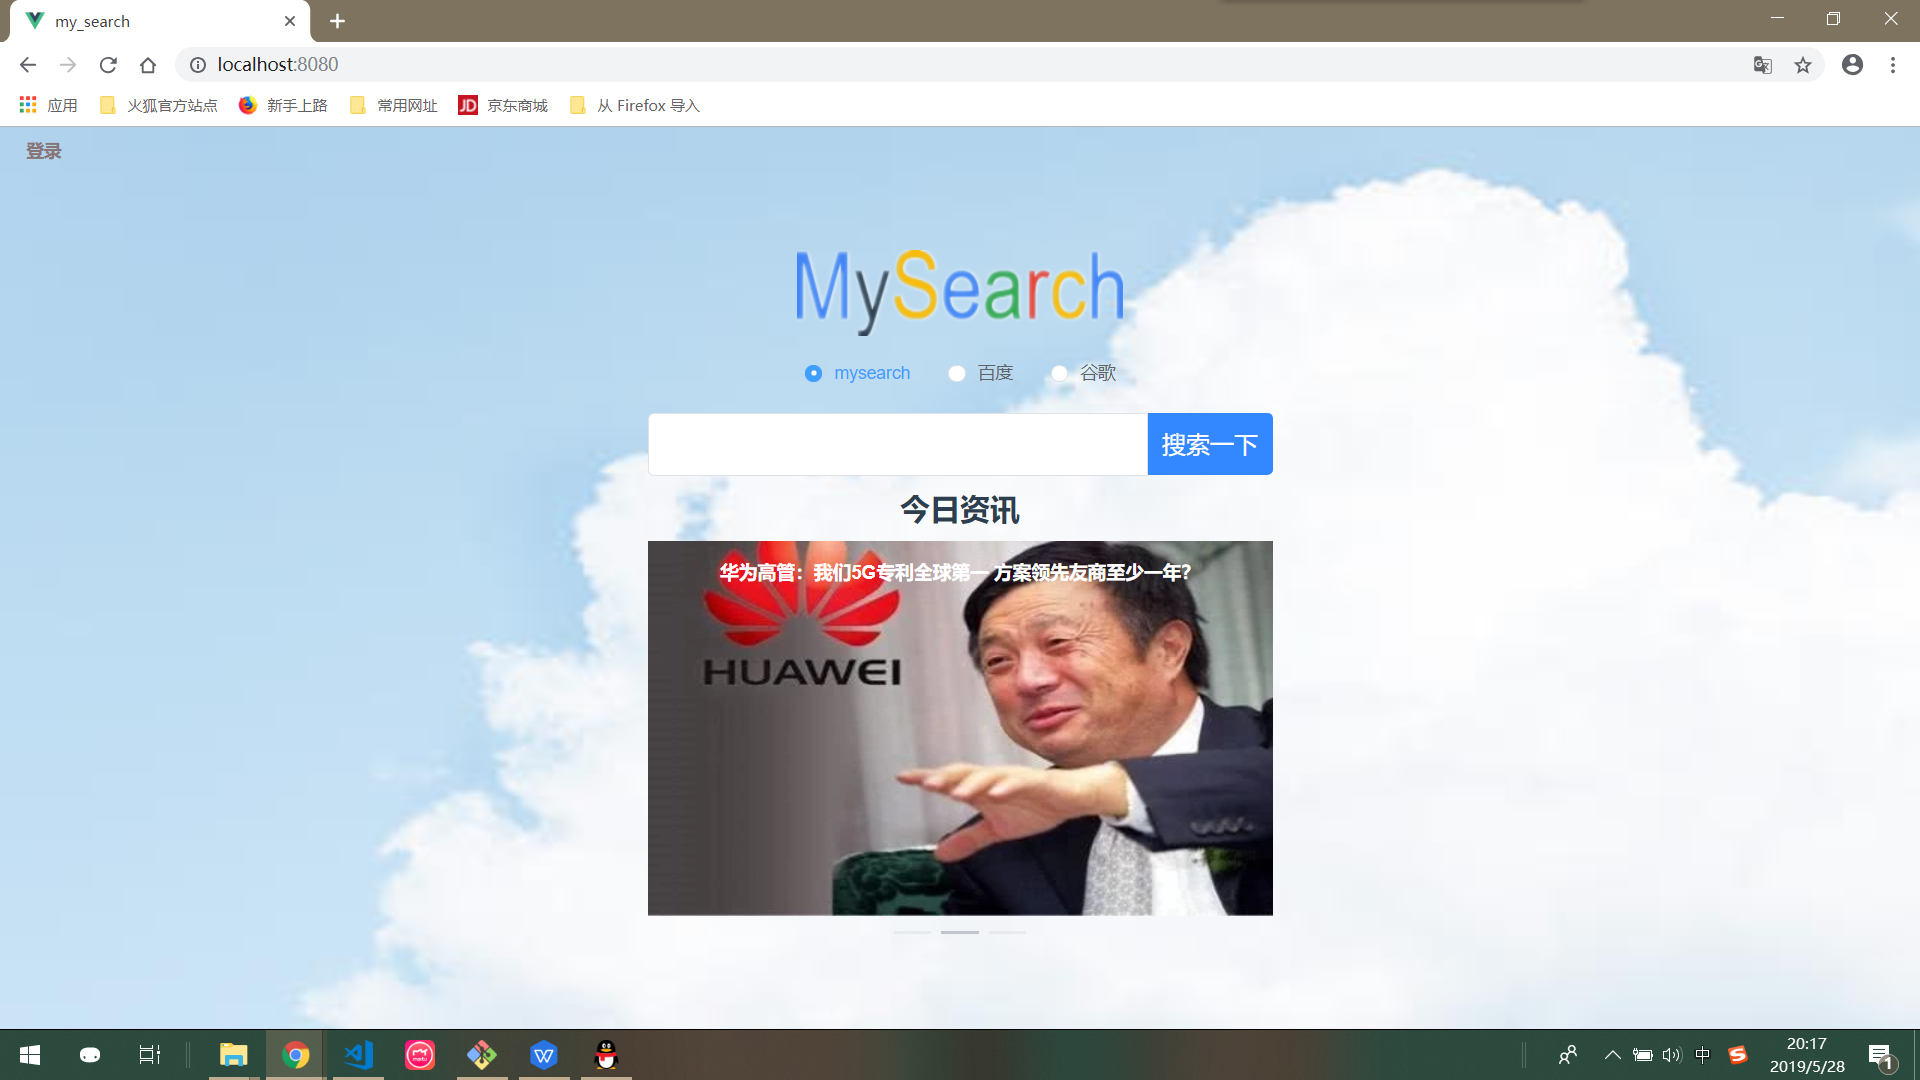 my_search
localhost:8080
应用 火狐官方站点 新手上路 常用网址 JD 京东商城 从 Firefox 导入
登录
MySearch
mysearch 百度 谷歌
搜索一下
今日资讯
华为高管：我们5G专利全球第一 方案领先友商至少一年?
HUAWEI
中
20:17
2019/5/28
1